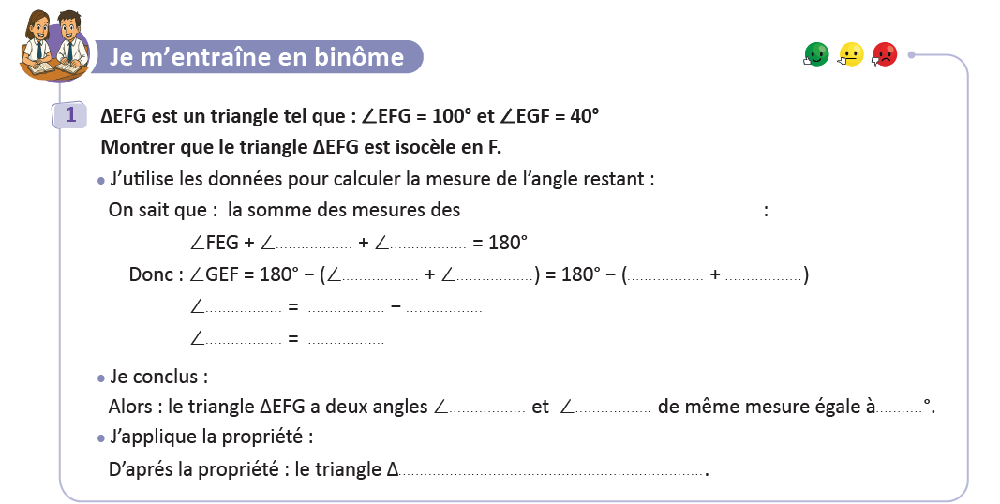 Je m’entraîne en binôme
1 ΔEFG est un triangle tel que : ∠EFG = 100° et ∠EGF = 40°
Montrer que le triangle ΔEFG est isocèle en F.
• J’utilise les données pour calculer la mesure de l’angle restant :
On sait que : la somme des mesures des .................... : ....................
∠FEG + ∠.................... + ∠.................... = 180°
Donc : ∠GEF = 180° − (∠.................... + ∠....................) = 180° − (.................... + ....................)
∠.................... = .................... − ....................
∠.................... = ....................
• Je conclus :
Alors : le triangle ΔEFG a deux angles ∠.................... et ∠.................... de même mesure égale à...........°.
• J’applique la propriété :
D’aprés la propriété : le triangle Δ.....................